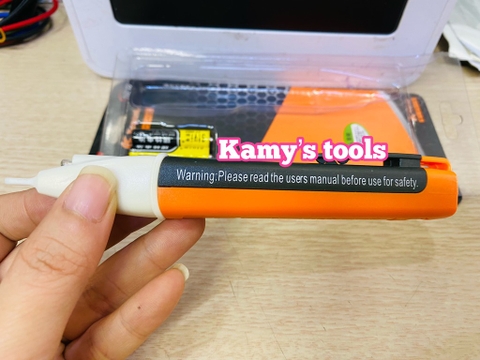 Kamy's tools
Warning:Please read the users manual before use for safety.